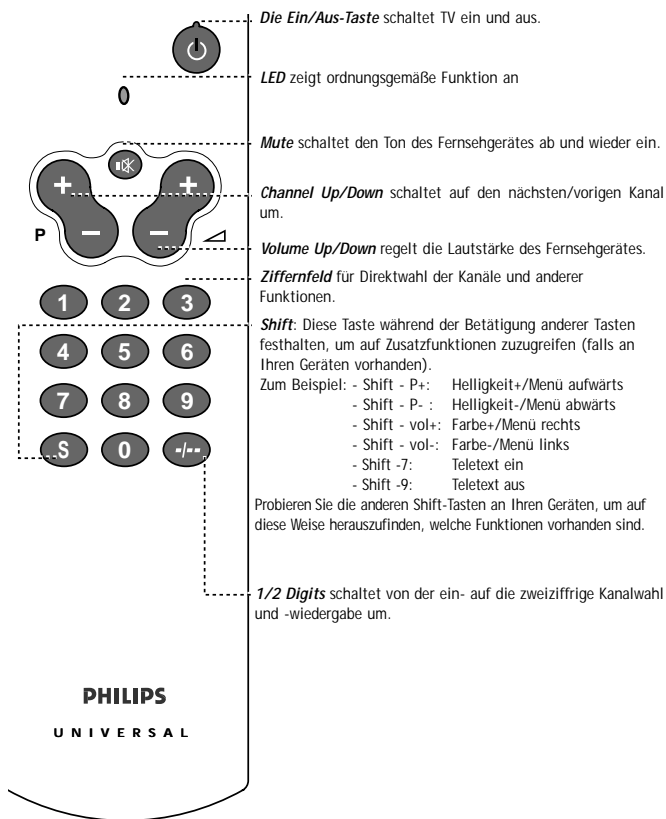 Die Ein/Aus-Taste schaltet TV ein und aus.
LED zeigt ordnungsgemäße Funktion an
Mute schaltet den Ton des Fernsehgerätes ab und wieder ein.
Channel Up/Down schaltet auf den nächsten/vorigen Kanal
um.
Volume Up/Down regelt die Lautstärke des Fernsehgerätes.
Ziffernfeld für Direktwahl der Kanäle und anderer
Funktionen.
Shift: Diese Taste während der Betätigung anderer Tasten
festhalten, um auf Zusatzfunktionen zuzugreifen (falls an
Ihren Geräten vorhanden).
Zum Beispiel: - Shift - P+: Helligkeit+/Menü aufwärts
- Shift - P- : Helligkeit-/Menü abwärts
- Shift - vol+: Farbe+/Menü rechts
- Shift - vol-: Farbe-/Menü links
- Shift -7: Teletext ein
- Shift -9: Teletext aus
Probieren Sie die anderen Shift-Tasten an Ihren Geräten, um auf
diese Weise herauszufinden, welche Funktionen vorhanden sind.
1/2 Digits schaltet von der ein- auf die zweiziffrige Kanalwahl
und -wiedergabe um.
+ +
P - -
1 2 3
4 5 6
7 8 9
S 0 -/--
PHILIPS
UNIVERSAL